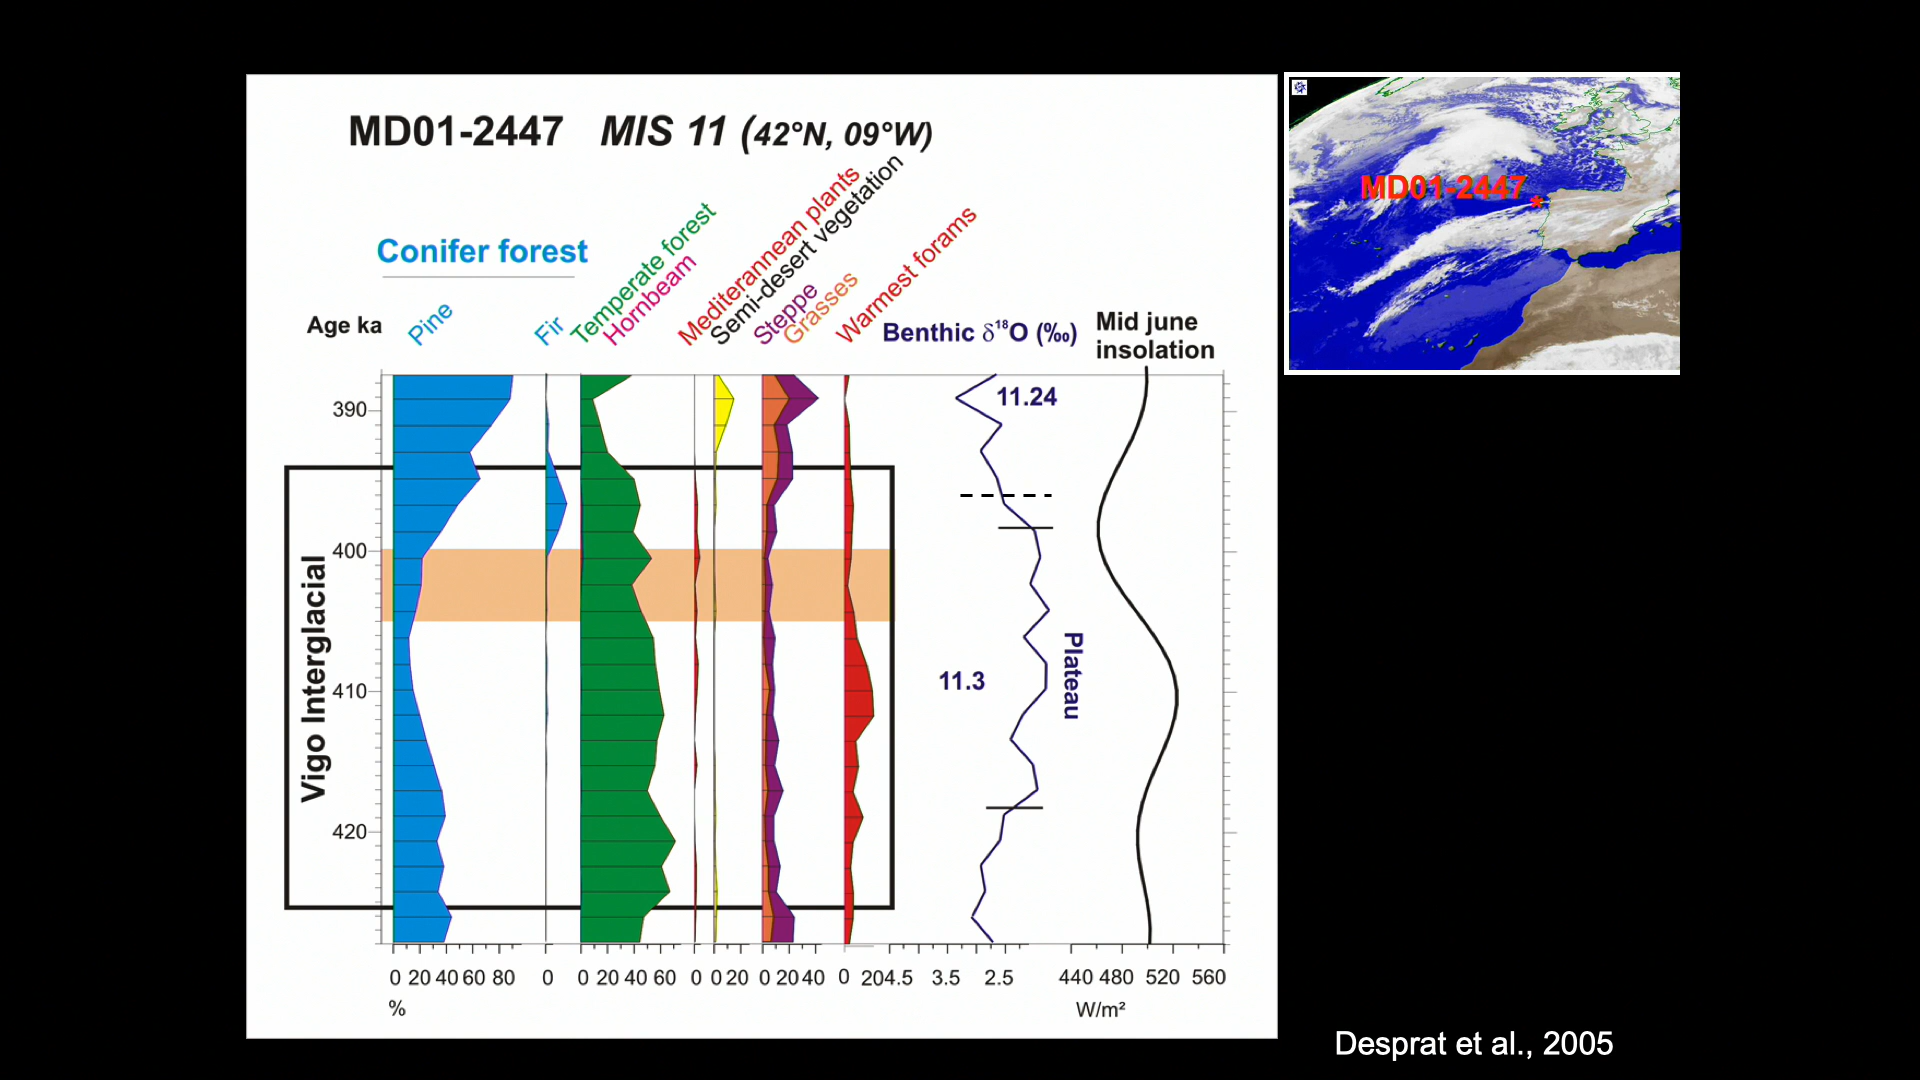 MD01-2447 MIS 11 (42°N, 09°W)
Conifer forest
Age ka
Pine
Fir
Temperate forest
Hornbeam
Mediterannean plants
Semi-desert vegetation
Steppe
Grasses
Warmest forams
Benthic δ¹⁸O (‰)
Mid june
insolation
390
400
410
420
Vigo Interglacial
11.24
11.3
Plateau
0 20 40 60 80
0
0 20 40 60
0
0 20
0 20 40
0 20
4.5 3.5 2.5
440 480 520 560
%
W/m²
MD01-2447
*
Desprat et al., 2005